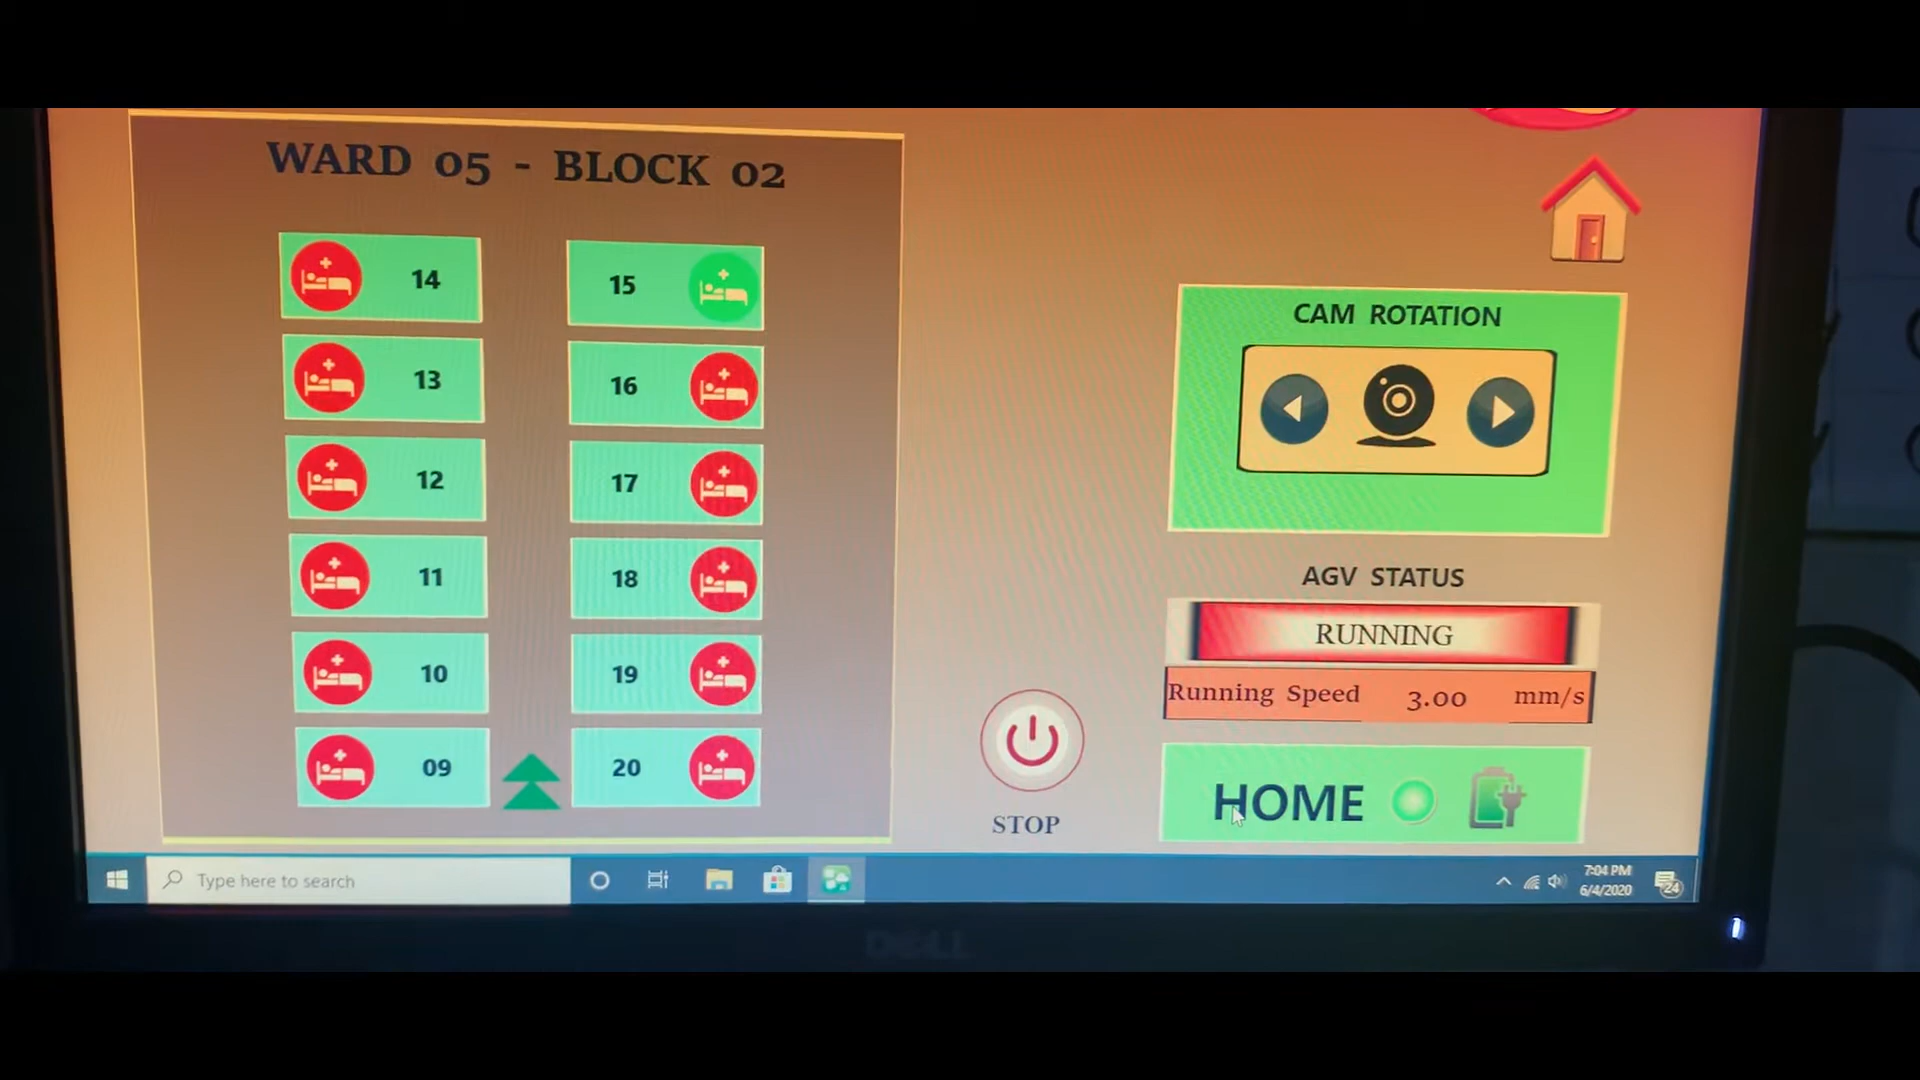 WARD 05 - BLOCK 02
14
15
13
16
12
17
11
18
10
19
09
20
CAM ROTATION
AGV STATUS
RUNNING
Running Speed 3.00 mm/s
STOP
HOME
Type here to search
7:04 PM
6/4/2020
24
DELL